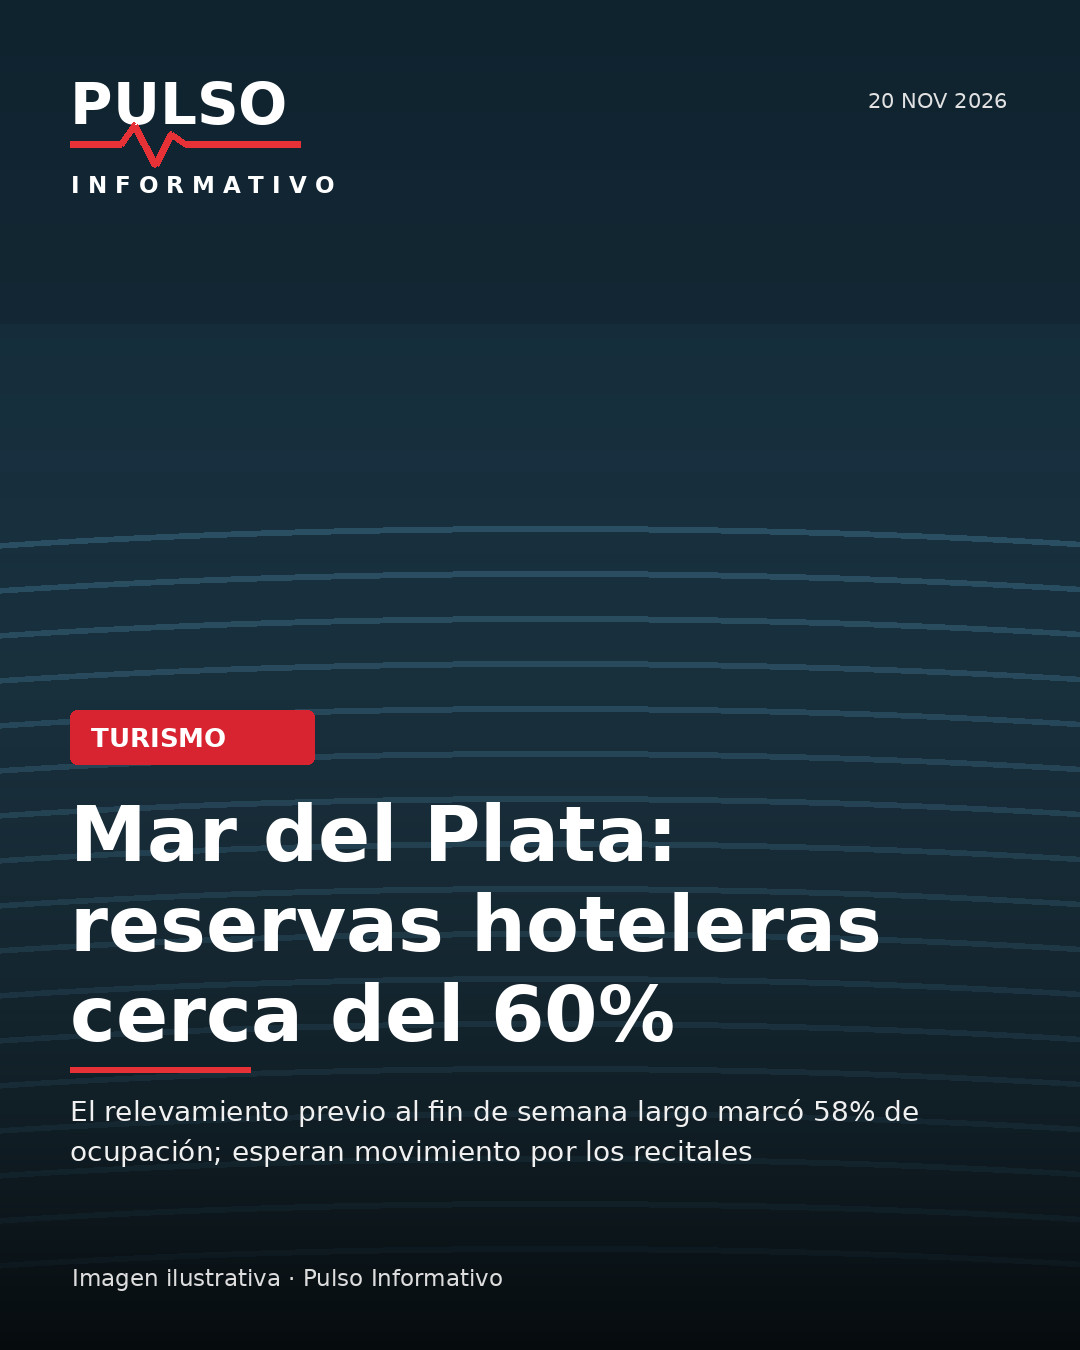 PULSO
INFORMATIVO
20 NOV 2026
TURISMO
Mar del Plata:
reservas hoteleras
cerca del 60%
El relevamiento previo al fin de semana largo marcó 58% de
ocupación; esperan movimiento por los recitales
Imagen ilustrativa · Pulso Informativo